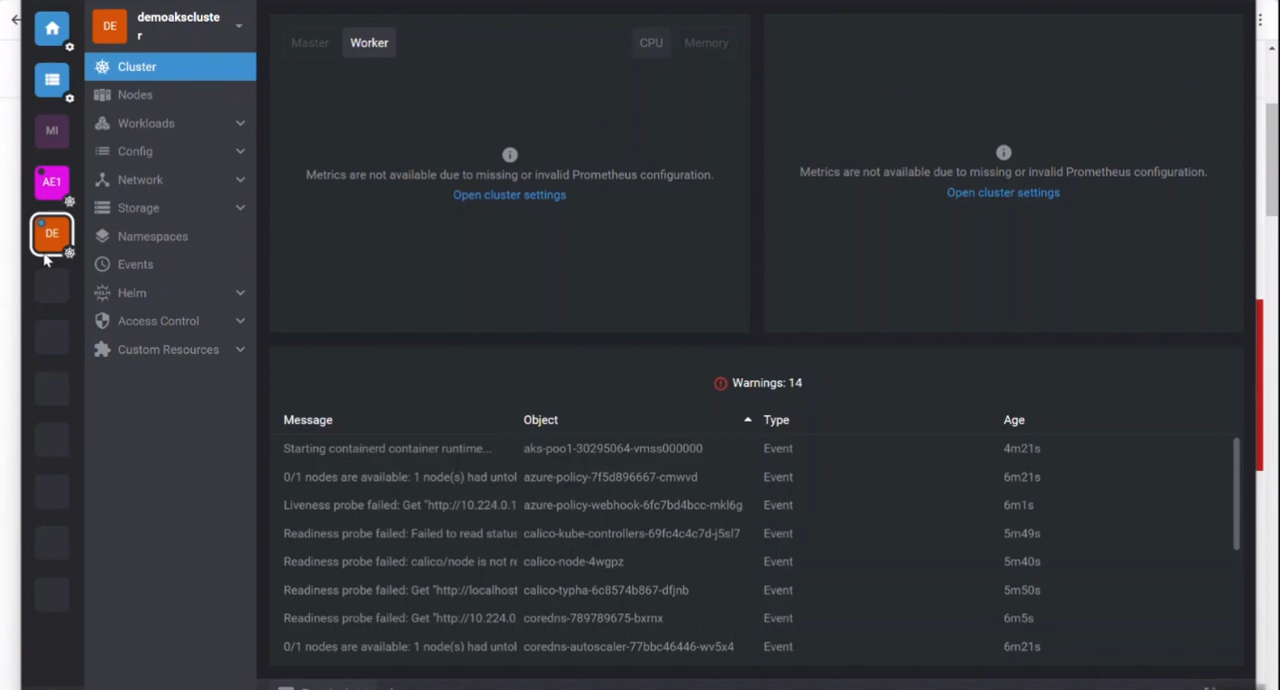 DE
demoakscluste
r
Cluster
Nodes
Workloads
Config
Network
Storage
Namespaces
Events
Helm
Access Control
Custom Resources
MI
AE1
DE
Master
Worker
CPU
Memory
Metrics are not available due to missing or invalid Prometheus configuration.
Open cluster settings
Metrics are not available due to missing or invalid Prometheus configuration.
Open cluster settings
Warnings: 14
Message Object Type Age
Starting containerd container runtime... aks-poo1-30295064-vmss000000 Event 4m21s
0/1 nodes are available: 1 node(s) had untol azure-policy-7f5d896667-cmwvd Event 6m21s
Liveness probe failed: Get "http://10.224.0.1 azure-policy-webhook-6fc7bd4bcc-mkl6g Event 6m1s
Readiness probe failed: Failed to read status calico-kube-controllers-69fc4c4c7d-j5sl7 Event 5m49s
Readiness probe failed: calico/node is not re calico-node-4wgpz Event 5m40s
Readiness probe failed: Get "http://localhost calico-typha-6c8574b867-dfjnb Event 5m50s
Readiness probe failed: Get "http://10.224.0 coredns-789789675-bxrnx Event 6m5s
0/1 nodes are available: 1 node(s) had untol coredns-autoscaler-77bbc46446-wv5x4 Event 6m21s